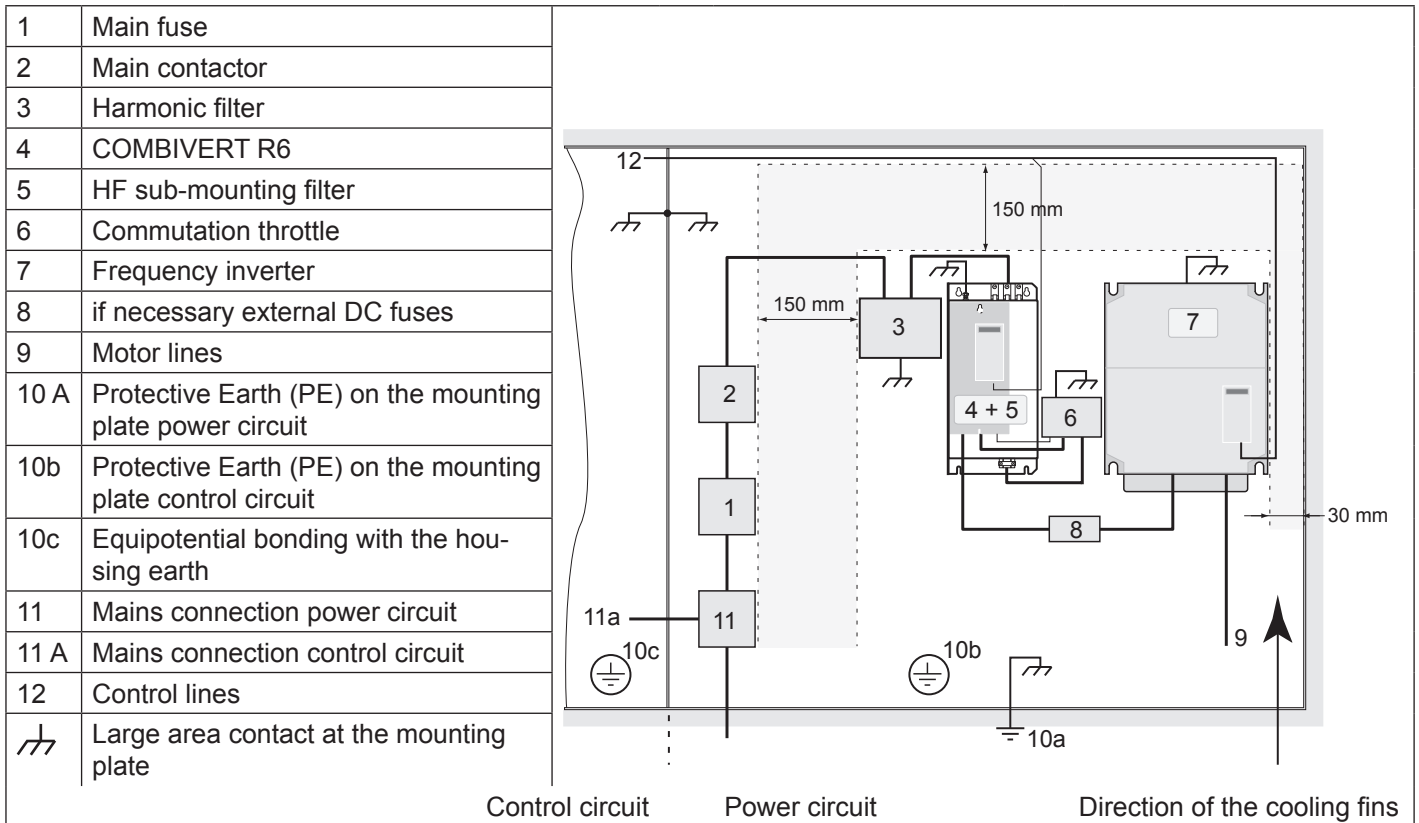 1 Main fuse
2 Main contactor
3 Harmonic filter
4 COMBIVERT R6
5 HF sub-mounting filter
6 Commutation throttle
7 Frequency inverter
8 if necessary external DC fuses
9 Motor lines
10 A Protective Earth (PE) on the mounting
plate power circuit
10b Protective Earth (PE) on the mounting
plate control circuit
10c Equipotential bonding with the hou-
sing earth
11 Mains connection power circuit
11 A Mains connection control circuit
12 Control lines
Large area contact at the mounting
plate
12
150 mm
150 mm
3
7
2
4 + 5
6
1
30 mm
8
11a
11
9
10c
10b
10a
Control circuit
Power circuit
Direction of the cooling fins